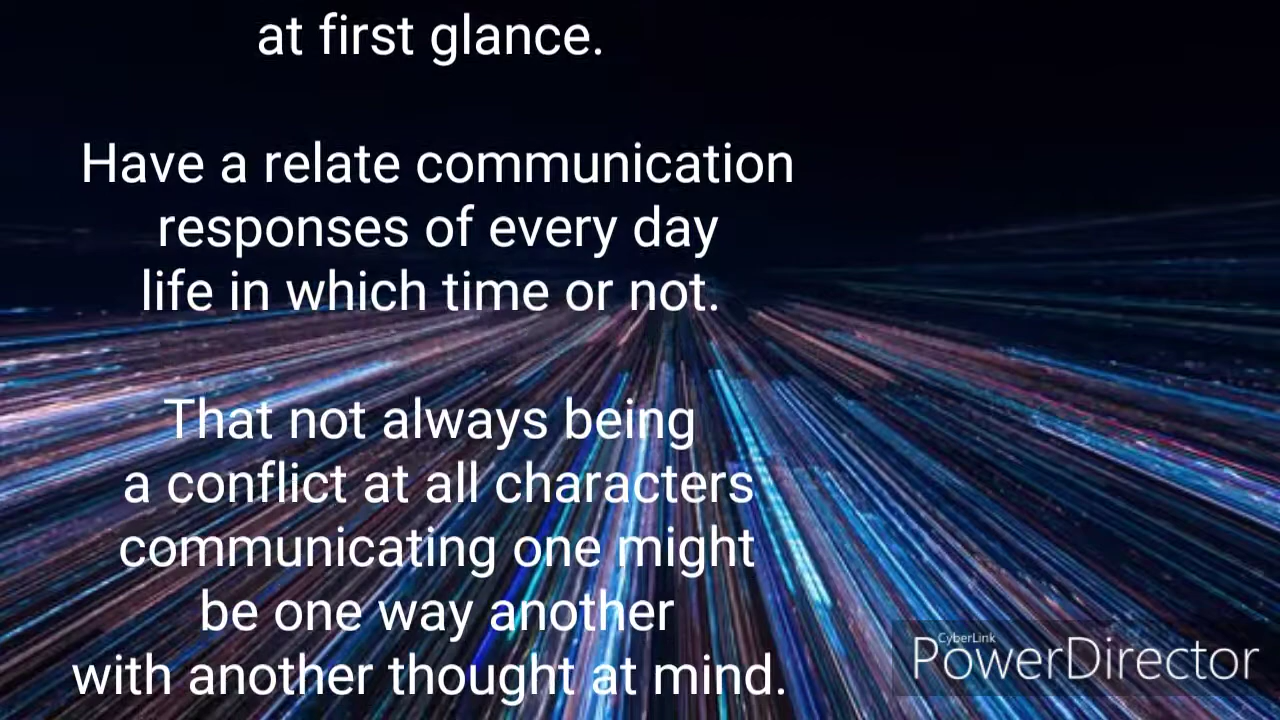 at first glance.
Have a relate communication
responses of every day
life in which time or not.
That not always being
a conflict at all characters
communicating one might
be one way another
with another thought at mind.
CyberLink
PowerDirector